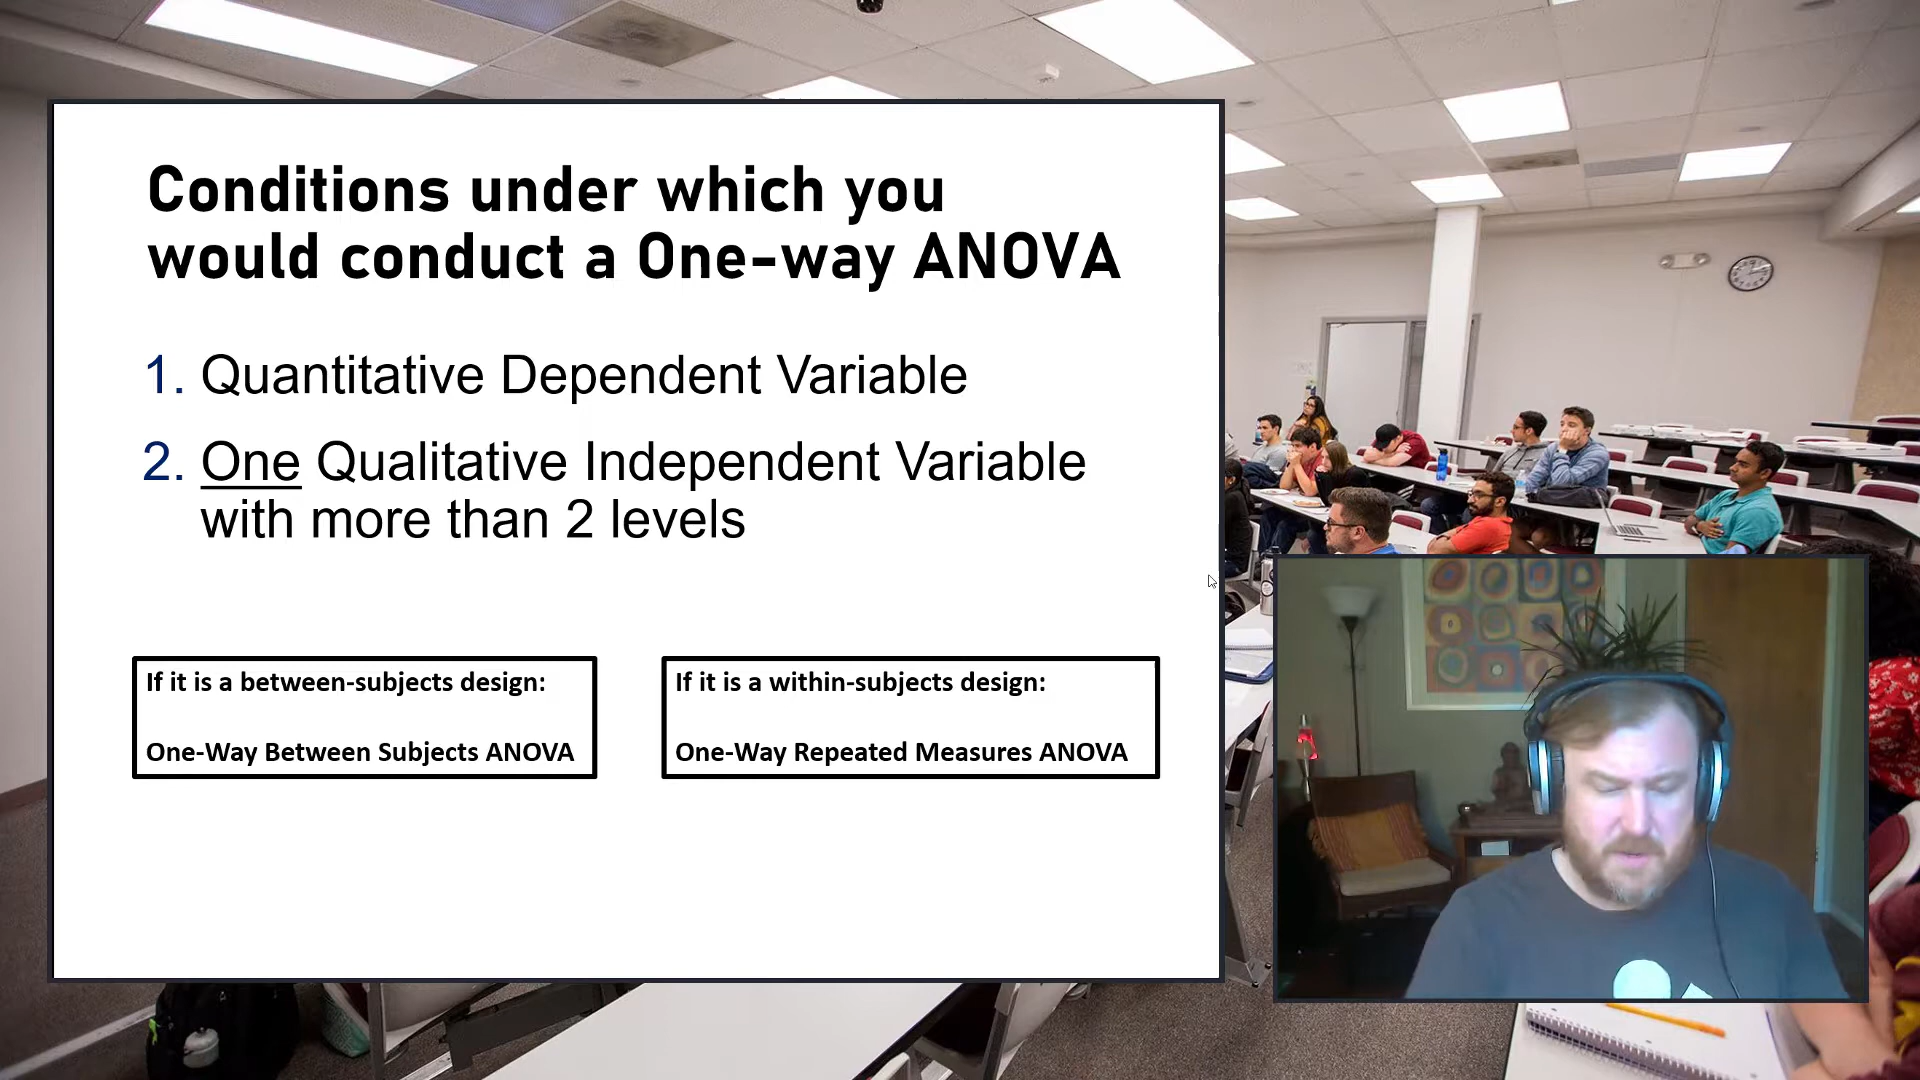 Conditions under which you
would conduct a One-way ANOVA
1. Quantitative Dependent Variable
2. One Qualitative Independent Variable
with more than 2 levels
If it is a between-subjects design:
One-Way Between Subjects ANOVA
If it is a within-subjects design:
One-Way Repeated Measures ANOVA